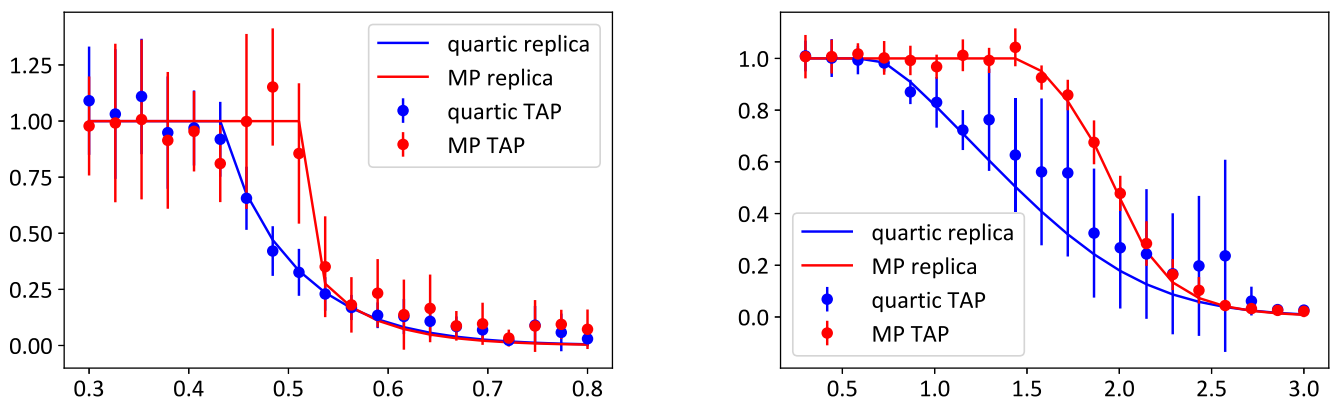 1.25
1.00
0.75
0.50
0.25
0.00
0.3 0.4 0.5 0.6 0.7 0.8
quartic replica
MP replica
quartic TAP
MP TAP
1.0
0.8
0.6
0.4
0.2
0.0
0.5 1.0 1.5 2.0 2.5 3.0
quartic replica
MP replica
quartic TAP
MP TAP